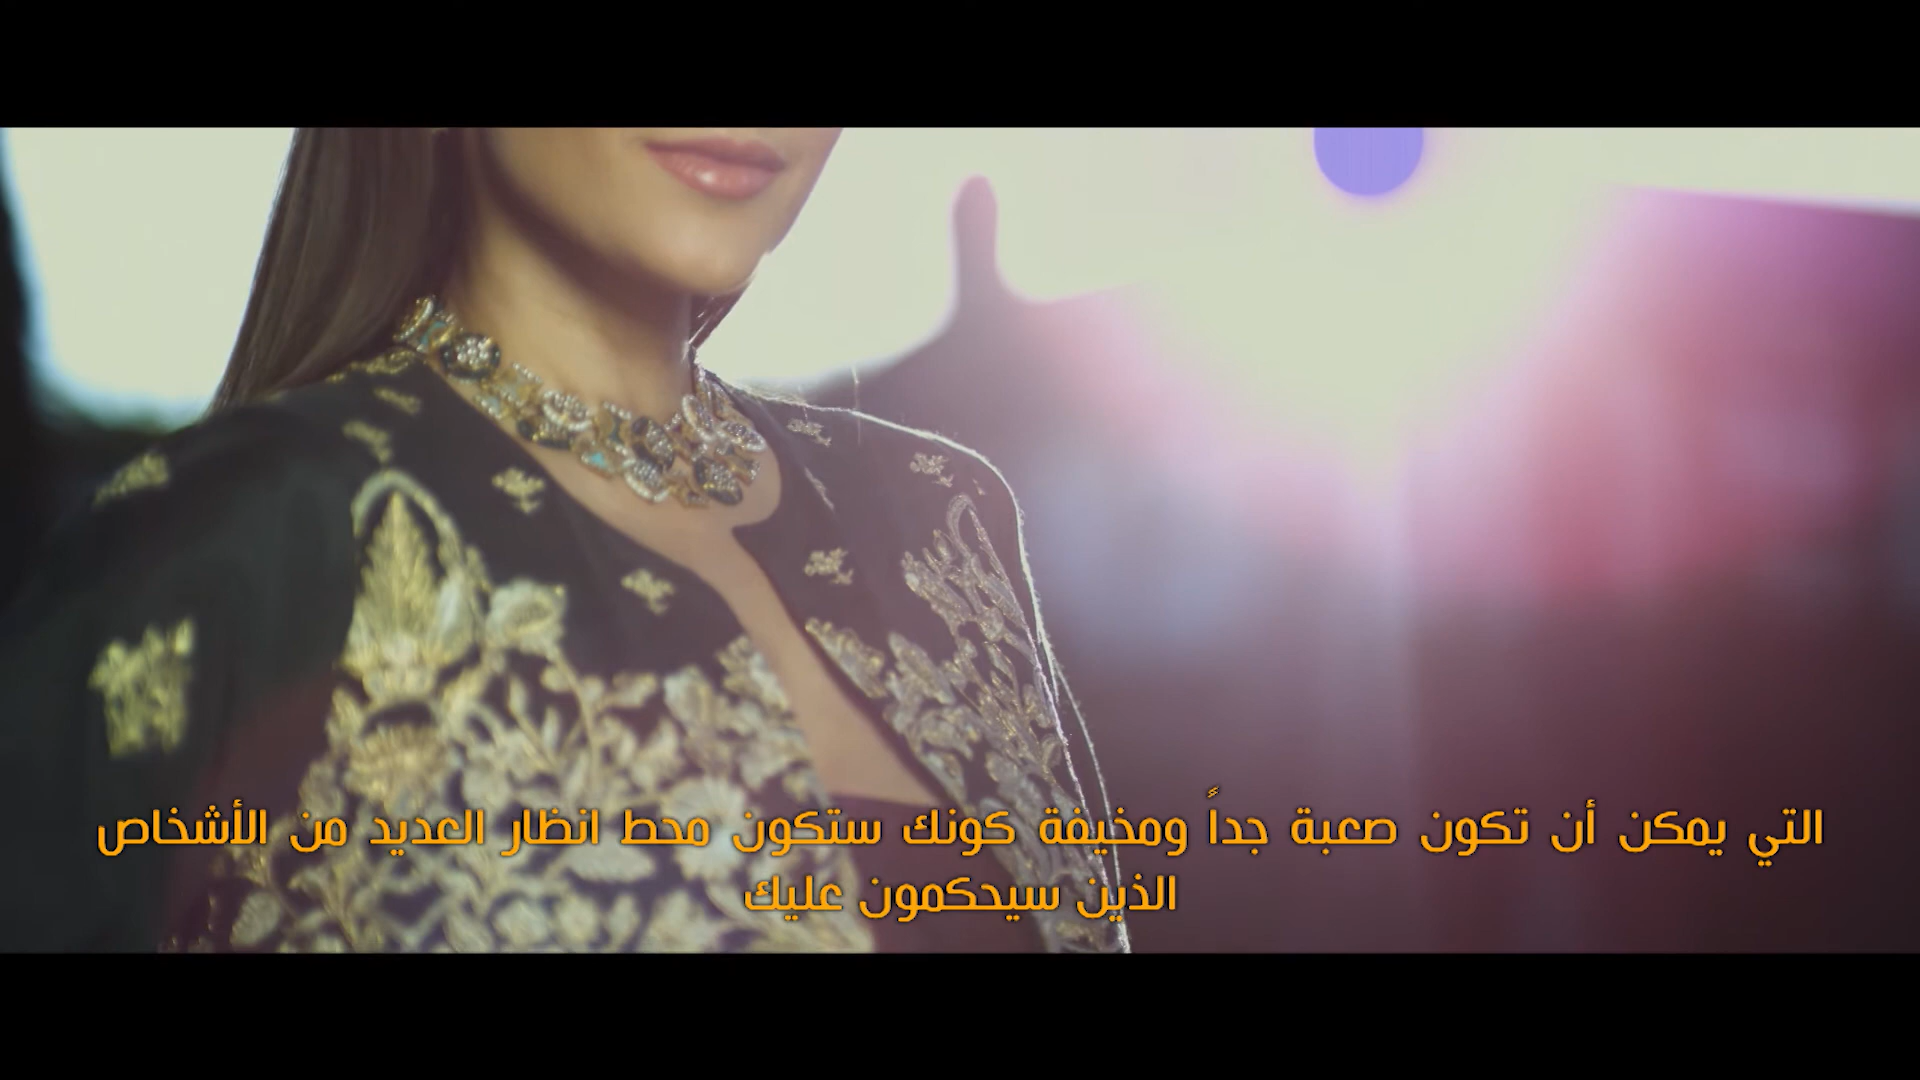 التي يمكن أن تكون صعبة جداً ومخيفة كونك ستكون محط انظار العديد من الأشخاص
الذين سيحكمون عليك